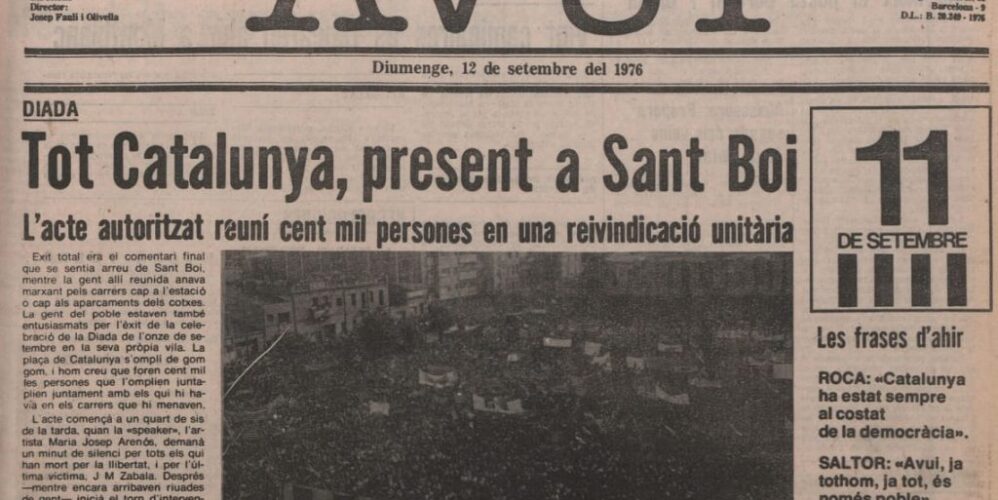 Director:
Josep Faulí i Olivella
AVUI
Barcelona - 9
D.L.: B. 20.249 - 1976
Diumenge, 12 de setembre del 1976
DIADA
Tot Catalunya, present a Sant Boi
L'acte autoritzat reuní cent mil persones en una reivindicació unitària
Exit total era el comentari final
que se sentia arreu de Sant Boi,
mentre la gent allí reunida anava
marxant pels carrers cap a l'estació
o cap als aparcaments dels cotxes.
La gent del poble estaven també
entusiasmats per l'èxit de la cele-
bració de la Diada de l'onze de se-
tembre en la seva pròpia vila. La
plaça de Catalunya s'omplí de gom
a gom, i hom creu que foren cent mil
les persones que l'omplien junta-
plien juntament amb els qui hi ha-
via en els carrers que hi menaven.
L'acte començà a un quart de sis
de la tarda, quan la «speaker», l'ar-
tista Maria Josep Arenós, demanà
un minut de silenci per tots els qui
han mort per la llibertat, i per l'úl-
tima víctima, J M Zabala. Després
—mentre encara arribaven riuades
de gent— inicià el torn d'interven-
11
DE SETEMBRE
Les frases d'ahir
ROCA: «Catalunya
ha estat sempre
al costat
de la democràcia».
SALTOR: «Avui, ja
tothom, ja tot, és
només poble»